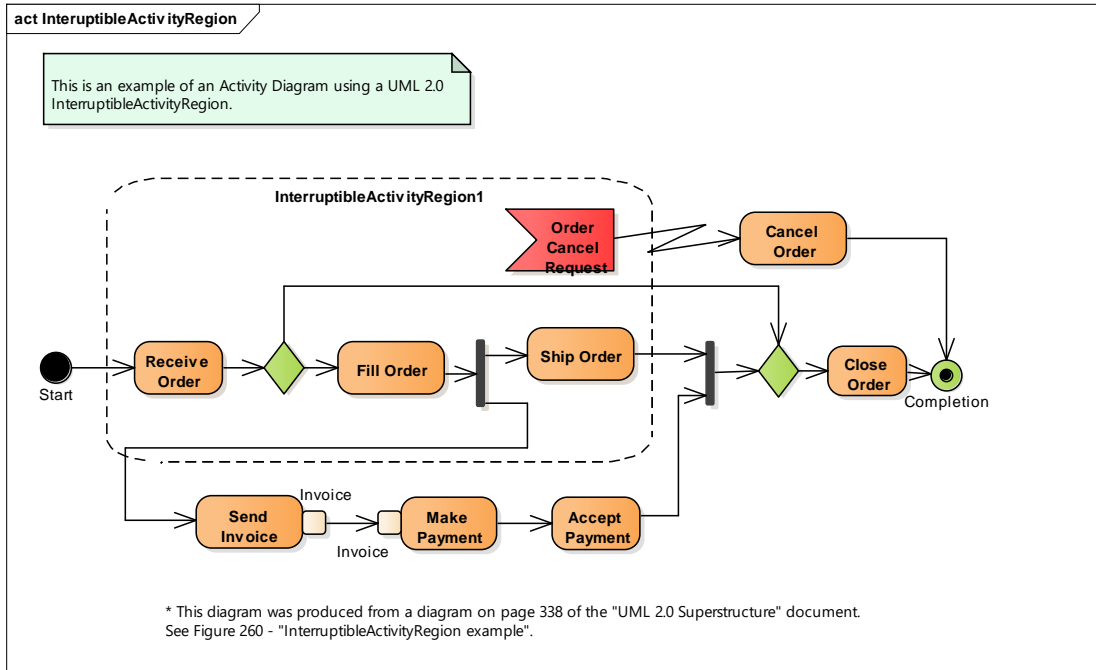 act InteruptibleActivityRegion
This is an example of an Activity Diagram using a UML 2.0
InterruptibleActivityRegion.
InterruptibleActivityRegion1
Order
Cancel
Request
Cancel
Order
Start
Receive
Order
Fill Order
Ship Order
Close
Order
Completion
Send
Invoice
Invoice
Invoice
Make
Payment
Accept
Payment
* This diagram was produced from a diagram on page 338 of the "UML 2.0 Superstructure" document.
See Figure 260 - "InterruptibleActivityRegion example".